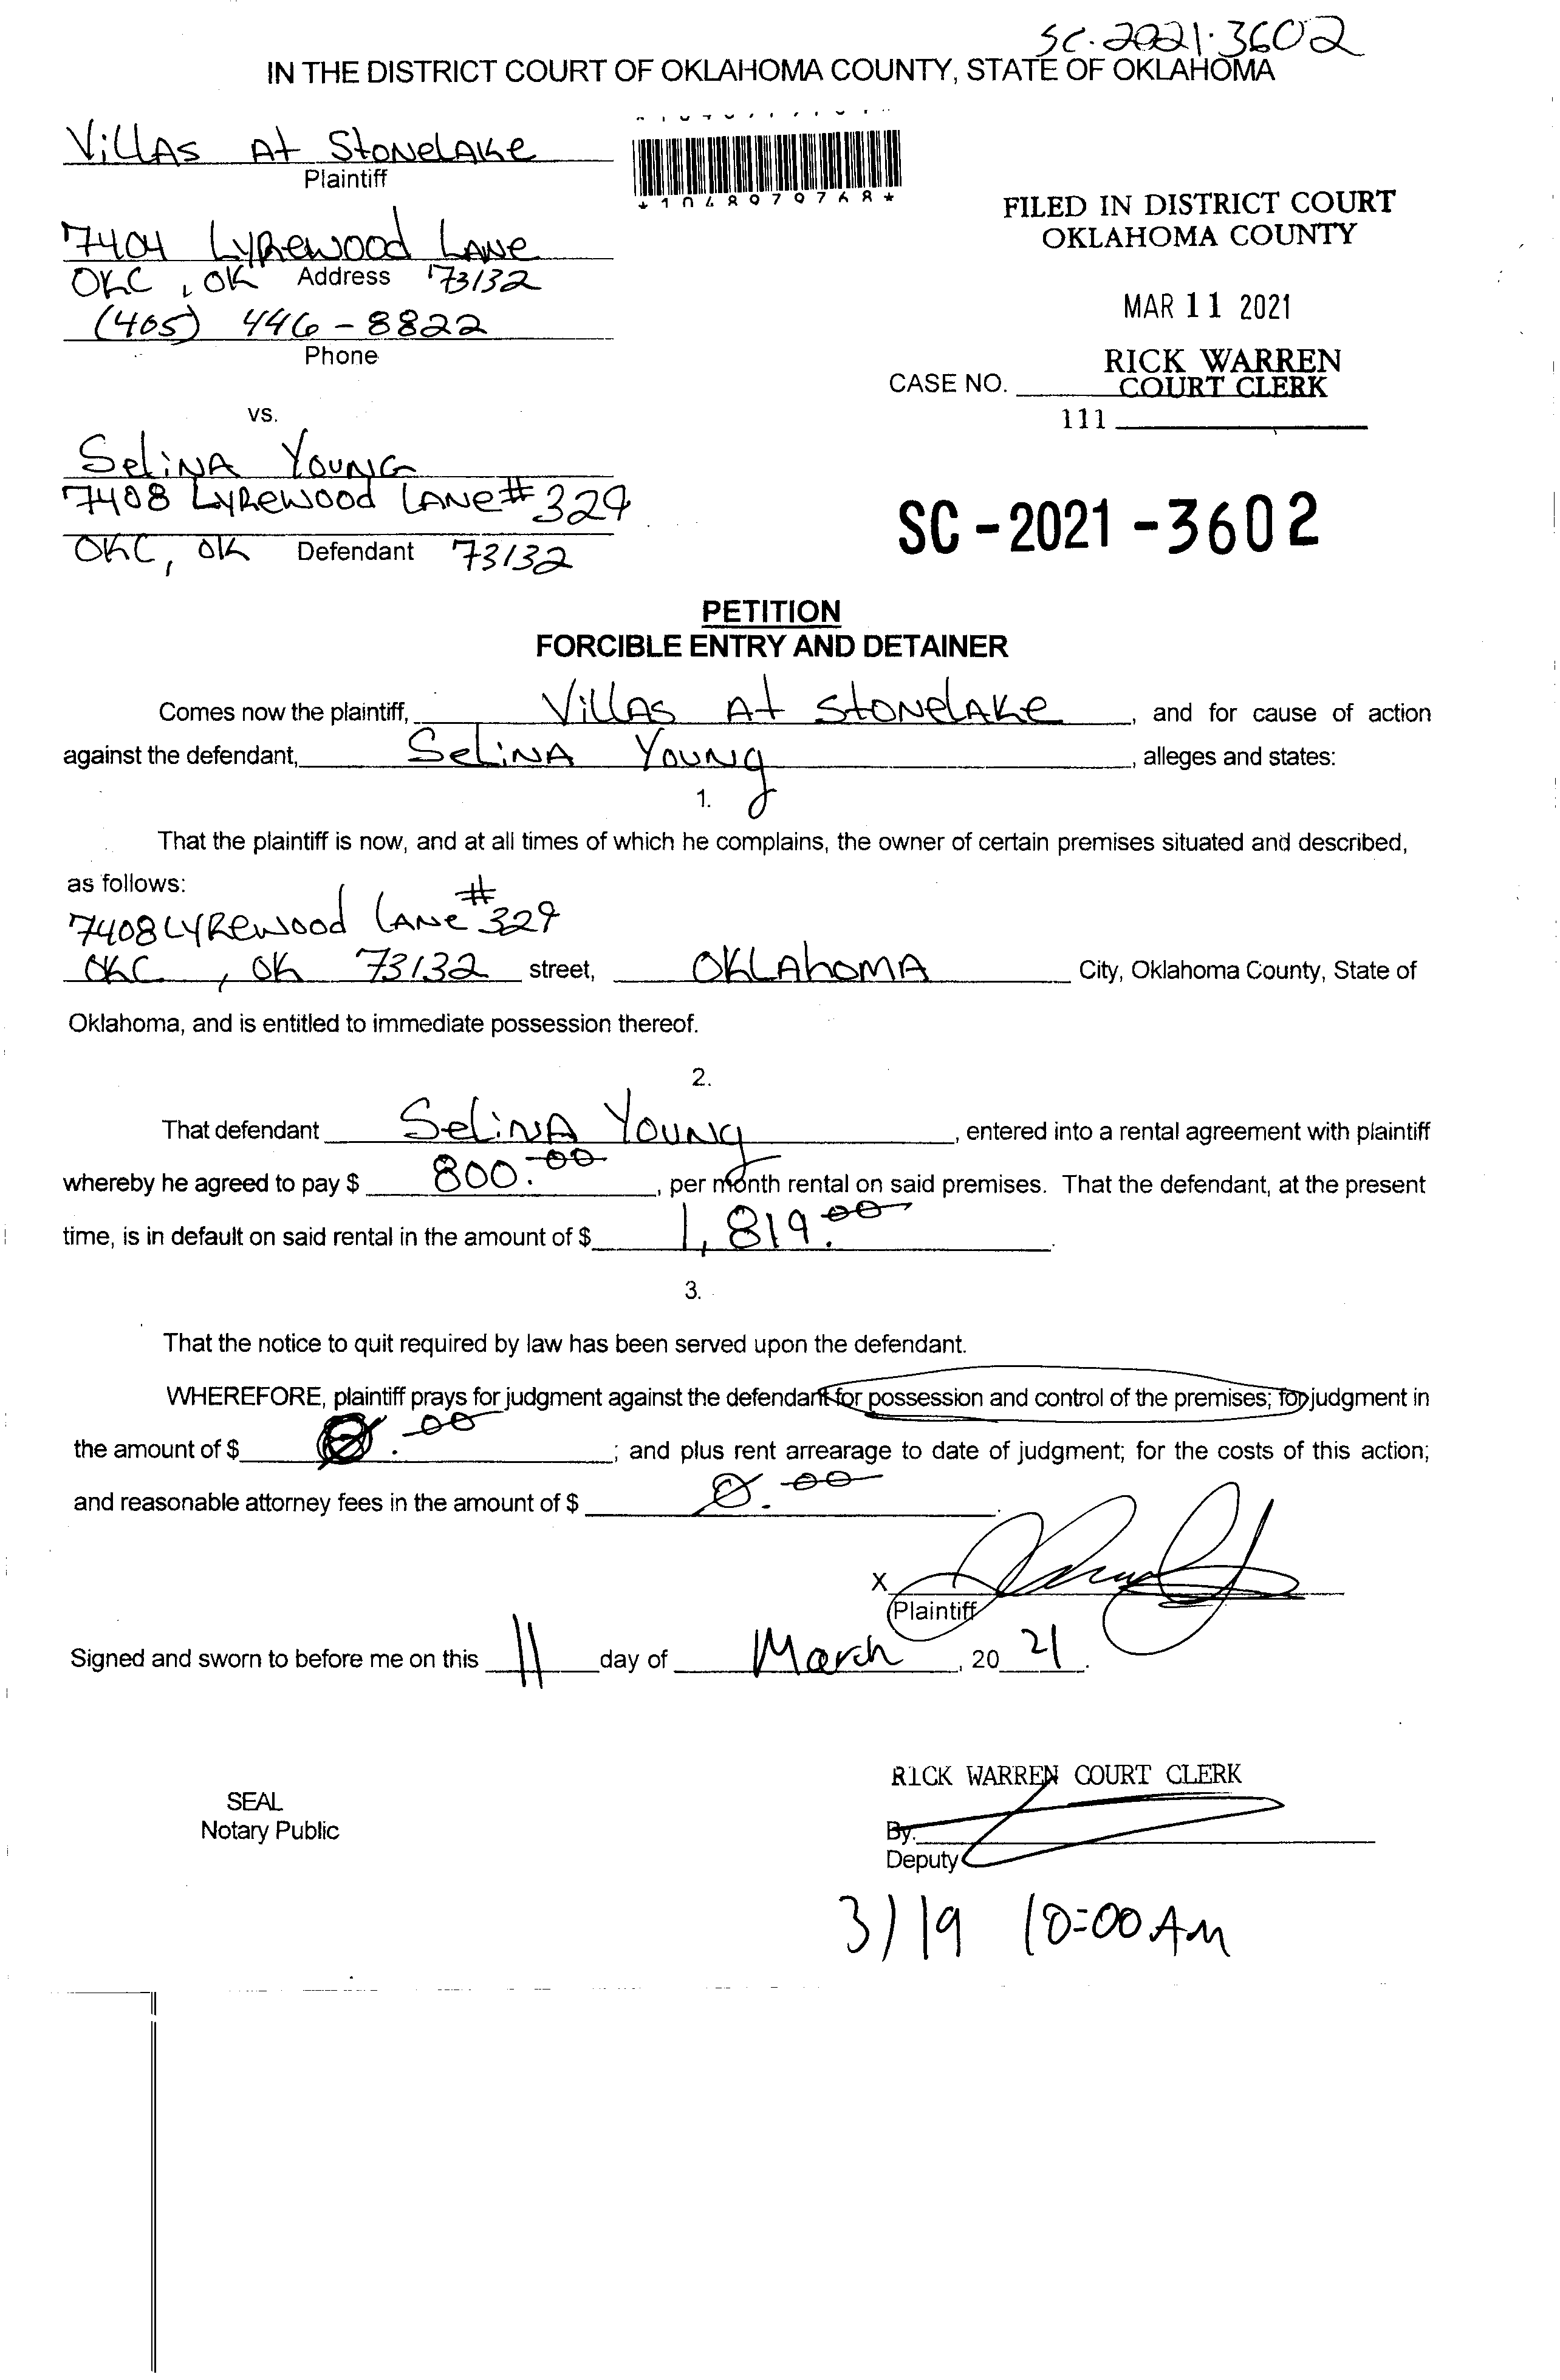 SC-2021-3602
IN THE DISTRICT COURT OF OKLAHOMA COUNTY, STATE OF OKLAHOMA
Villas At Stonelake
Plaintiff
*1048979768*
7404 Lyrewood Lane
OKC, OK Address 73132
(405) 446-8822
Phone
FILED IN DISTRICT COURT
OKLAHOMA COUNTY
MAR 11 2021
RICK WARREN
CASE NO. COURT CLERK
111
vs.
Selina Young
7408 Lyrewood Lane # 329
OKC, OK Defendant 73132
SC-2021-3602
PETITION
FORCIBLE ENTRY AND DETAINER
Comes now the plaintiff, Villas At Stonelake, and for cause of action
against the defendant, Selina Young, alleges and states:
1.
That the plaintiff is now, and at all times of which he complains, the owner of certain premises situated and described,
as follows:
7408 Lyrewood Lane #329
OKC, OK 73132 street, OKLAhOMA City, Oklahoma County, State of
Oklahoma, and is entitled to immediate possession thereof.
2.
That defendant Selina Young, entered into a rental agreement with plaintiff
whereby he agreed to pay $ 800.00, per month rental on said premises. That the defendant, at the present
time, is in default on said rental in the amount of $ 1,819.00.
3.
That the notice to quit required by law has been served upon the defendant.
WHEREFORE, plaintiff prays for judgment against the defendant for possession and control of the premises; for judgment in
the amount of $ 0.00; and plus rent arrearage to date of judgment; for the costs of this action;
and reasonable attorney fees in the amount of $ 0.00.
X
Plaintiff
Signed and sworn to before me on this 11 day of March, 2021.
RICK WARREN COURT CLERK
SEAL
Notary Public
By.
Deputy
3/19 10:00 AM